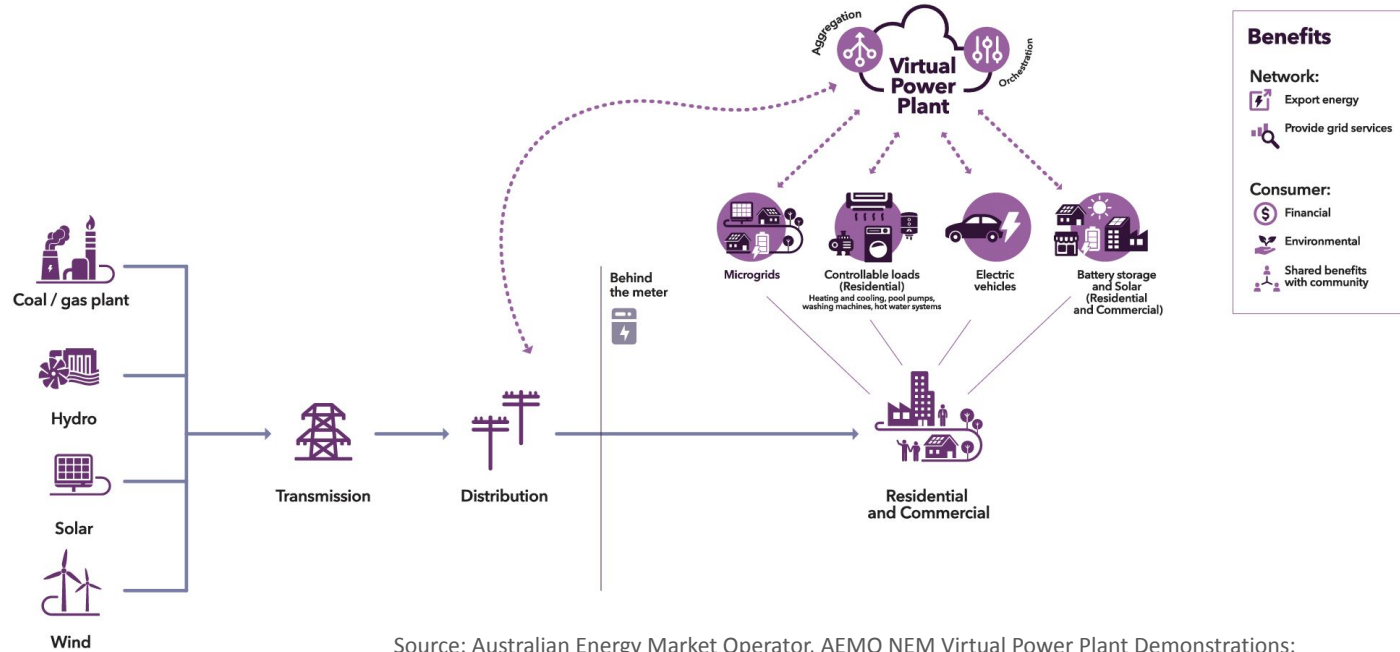 Aggregation
Orchestration
Virtual
Power
Plant
Benefits
Network:
Export energy
Provide grid services
Consumer:
Financial
Environmental
Shared benefits
with community
Coal / gas plant
Hydro
Solar
Wind
Transmission
Distribution
Behind
the meter
Microgrids
Controllable loads
(Residential)
Heating and cooling, pool pumps,
washing machines, hot water systems
Electric
vehicles
Battery storage
and Solar
(Residential
and Commercial)
Residential
and Commercial
Source: Australian Energy Market Operator, AEMO NEM Virtual Power Plant Demonstrations;